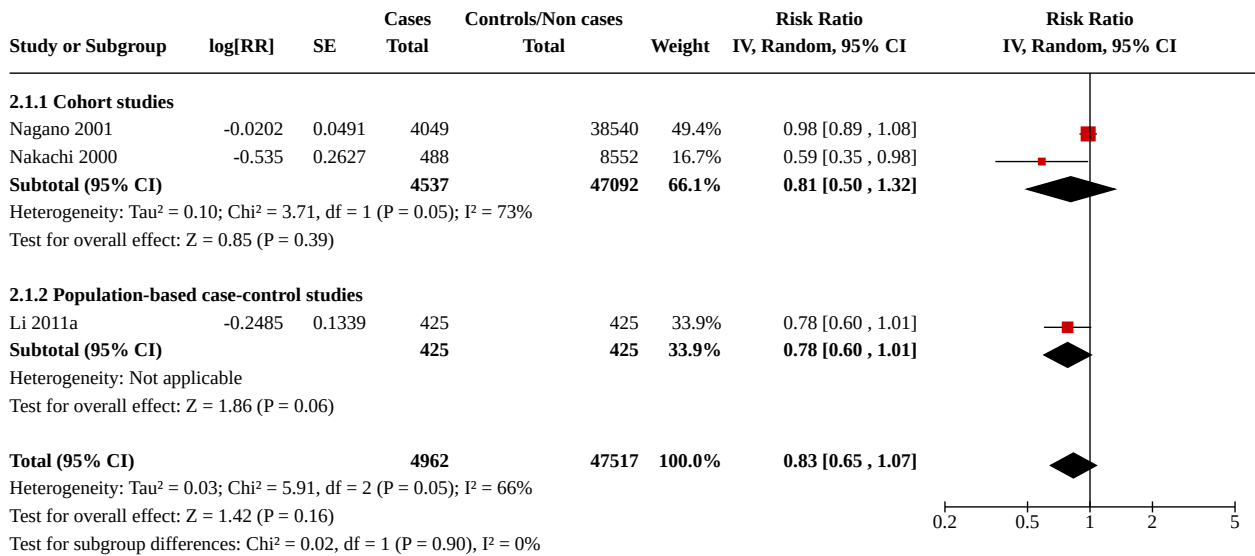 Cases Controls/Non cases Risk Ratio Risk Ratio
Study or Subgroup log[RR] SE Total Total Weight IV, Random, 95% CI IV, Random, 95% CI
2.1.1 Cohort studies
Nagano 2001 -0.0202 0.0491 4049 38540 49.4% 0.98 [0.89 , 1.08]
Nakachi 2000 -0.535 0.2627 488 8552 16.7% 0.59 [0.35 , 0.98]
Subtotal (95% CI) 4537 47092 66.1% 0.81 [0.50 , 1.32]
Heterogeneity: Tau² = 0.10; Chi² = 3.71, df = 1 (P = 0.05); I² = 73%
Test for overall effect: Z = 0.85 (P = 0.39)
2.1.2 Population-based case-control studies
Li 2011a -0.2485 0.1339 425 425 33.9% 0.78 [0.60 , 1.01]
Subtotal (95% CI) 425 425 33.9% 0.78 [0.60 , 1.01]
Heterogeneity: Not applicable
Test for overall effect: Z = 1.86 (P = 0.06)
Total (95% CI) 4962 47517 100.0% 0.83 [0.65 , 1.07]
Heterogeneity: Tau² = 0.03; Chi² = 5.91, df = 2 (P = 0.05); I² = 66%
Test for overall effect: Z = 1.42 (P = 0.16)
0.2 0.5 1 2 5
Test for subgroup differences: Chi² = 0.02, df = 1 (P = 0.90), I² = 0%